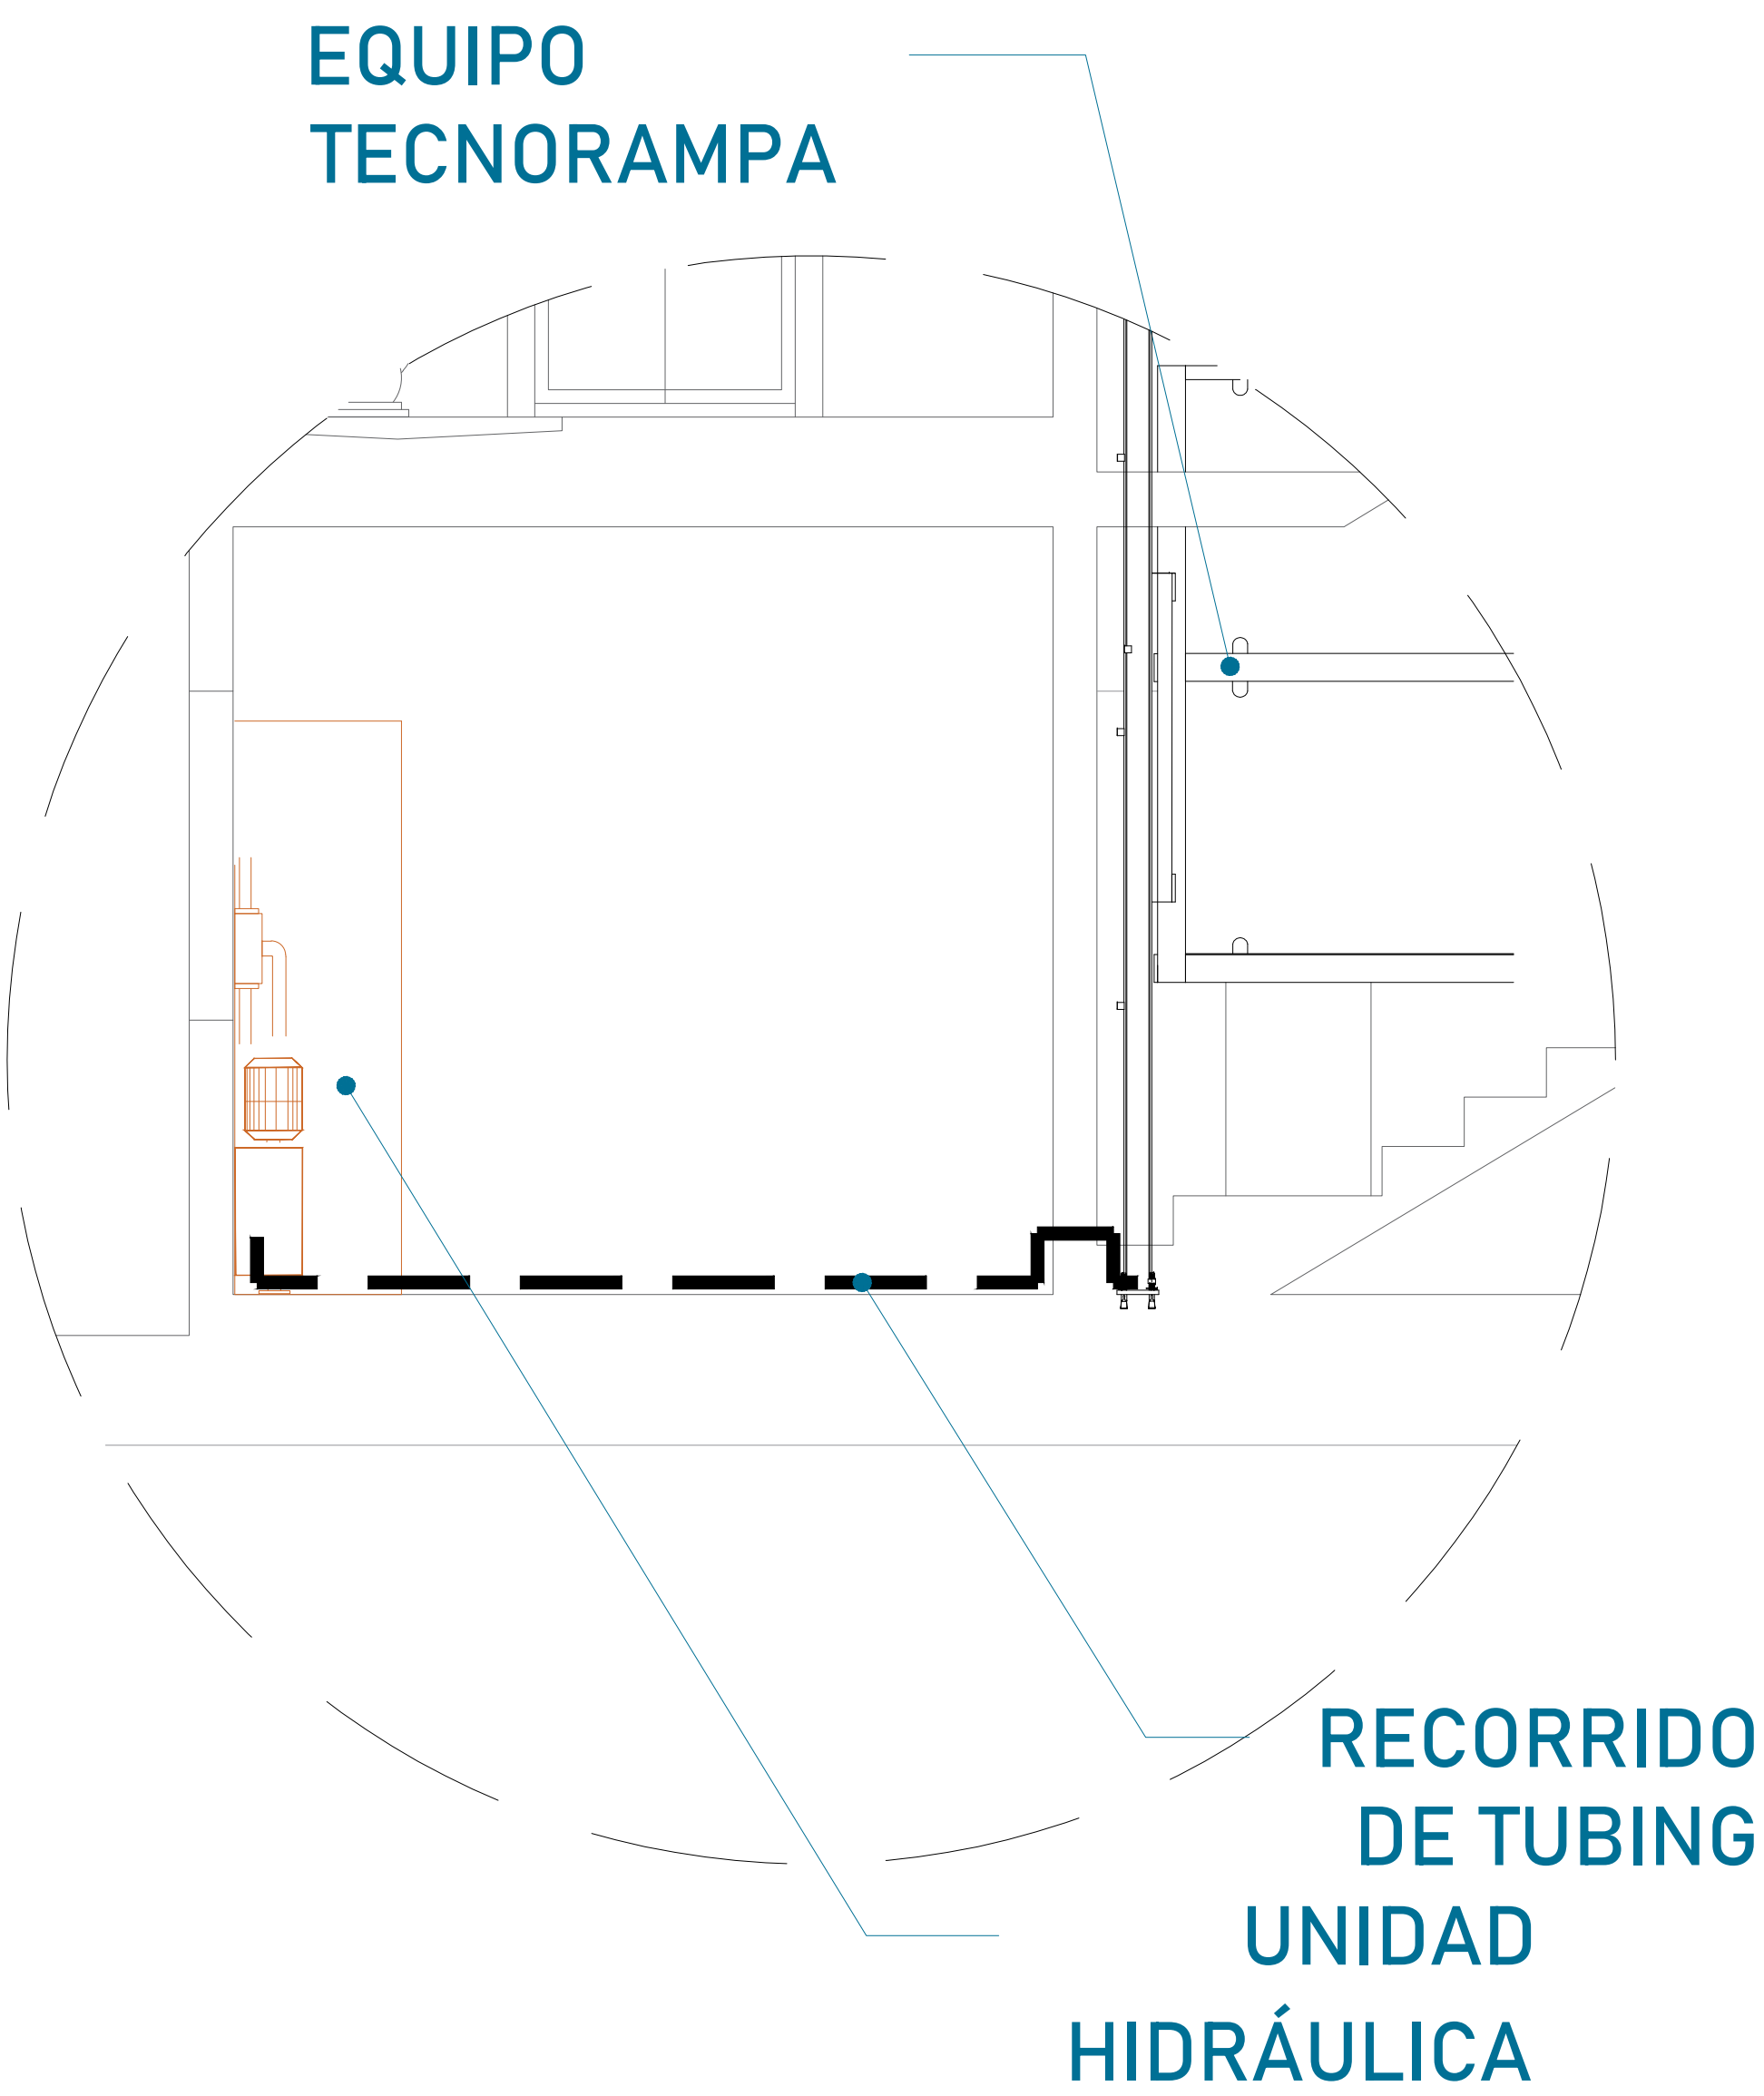 EQUIPO
TECNORAMPA
RECORRIDO
DE TUBING
UNIDAD
HIDRÁULICA